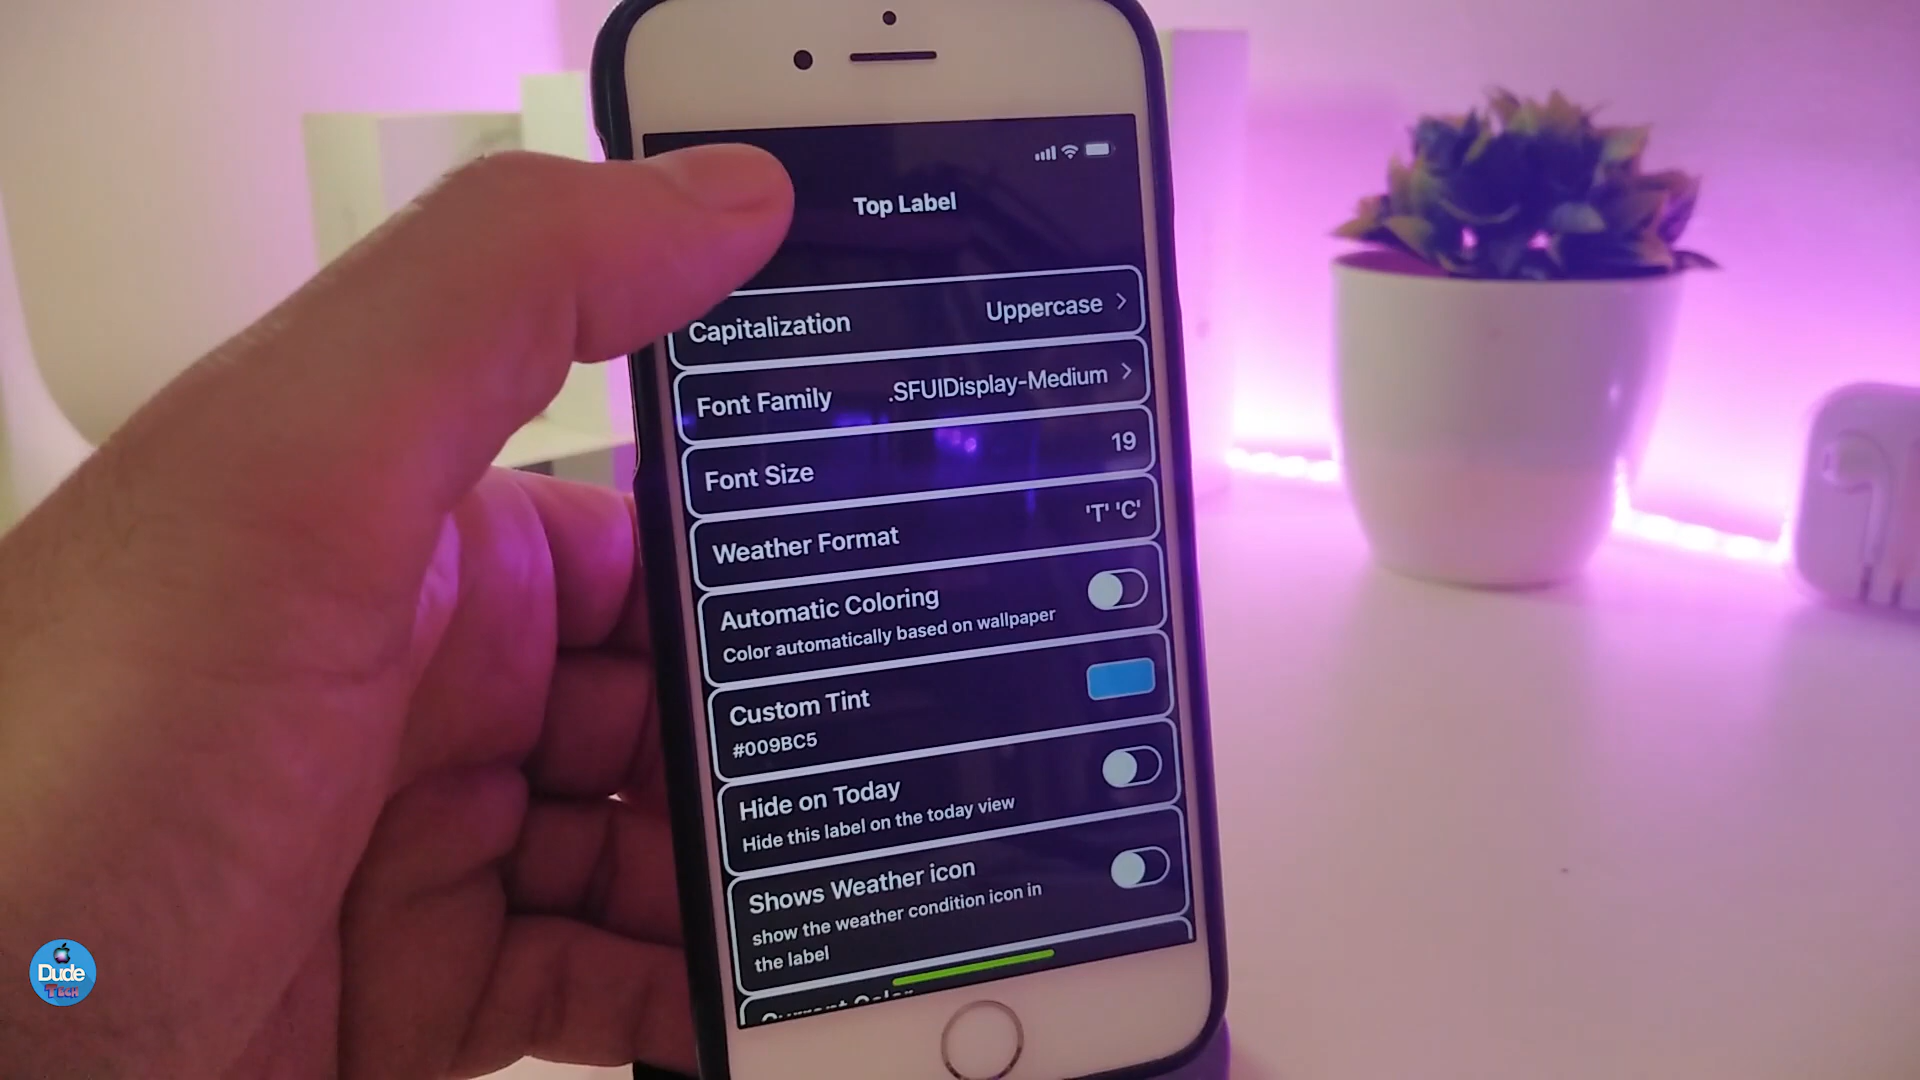 Top Label
Capitalization Uppercase
Font Family .SFUIDisplay-Medium
Font Size 19
Weather Format 'T' 'C'
Automatic Coloring
Color automatically based on wallpaper
Custom Tint
#009BC5
Hide on Today
Hide this label on the today view
Shows Weather icon
show the weather condition icon in
the label
Dude
Tech